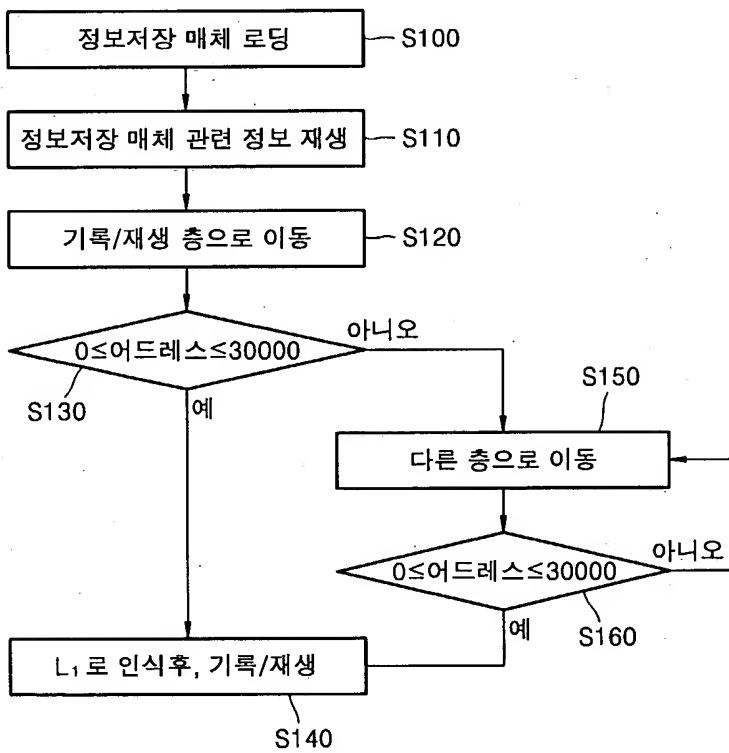 정보저장 매체 로딩
S100
정보저장 매체 관련 정보 재생
S110
기록/재생 층으로 이동
S120
0≤어드레스≤30000
아니오
S130
예
S150
다른 층으로 이동
0≤어드레스≤30000
아니오
S160
예
L₁로 인식후, 기록/재생
S140